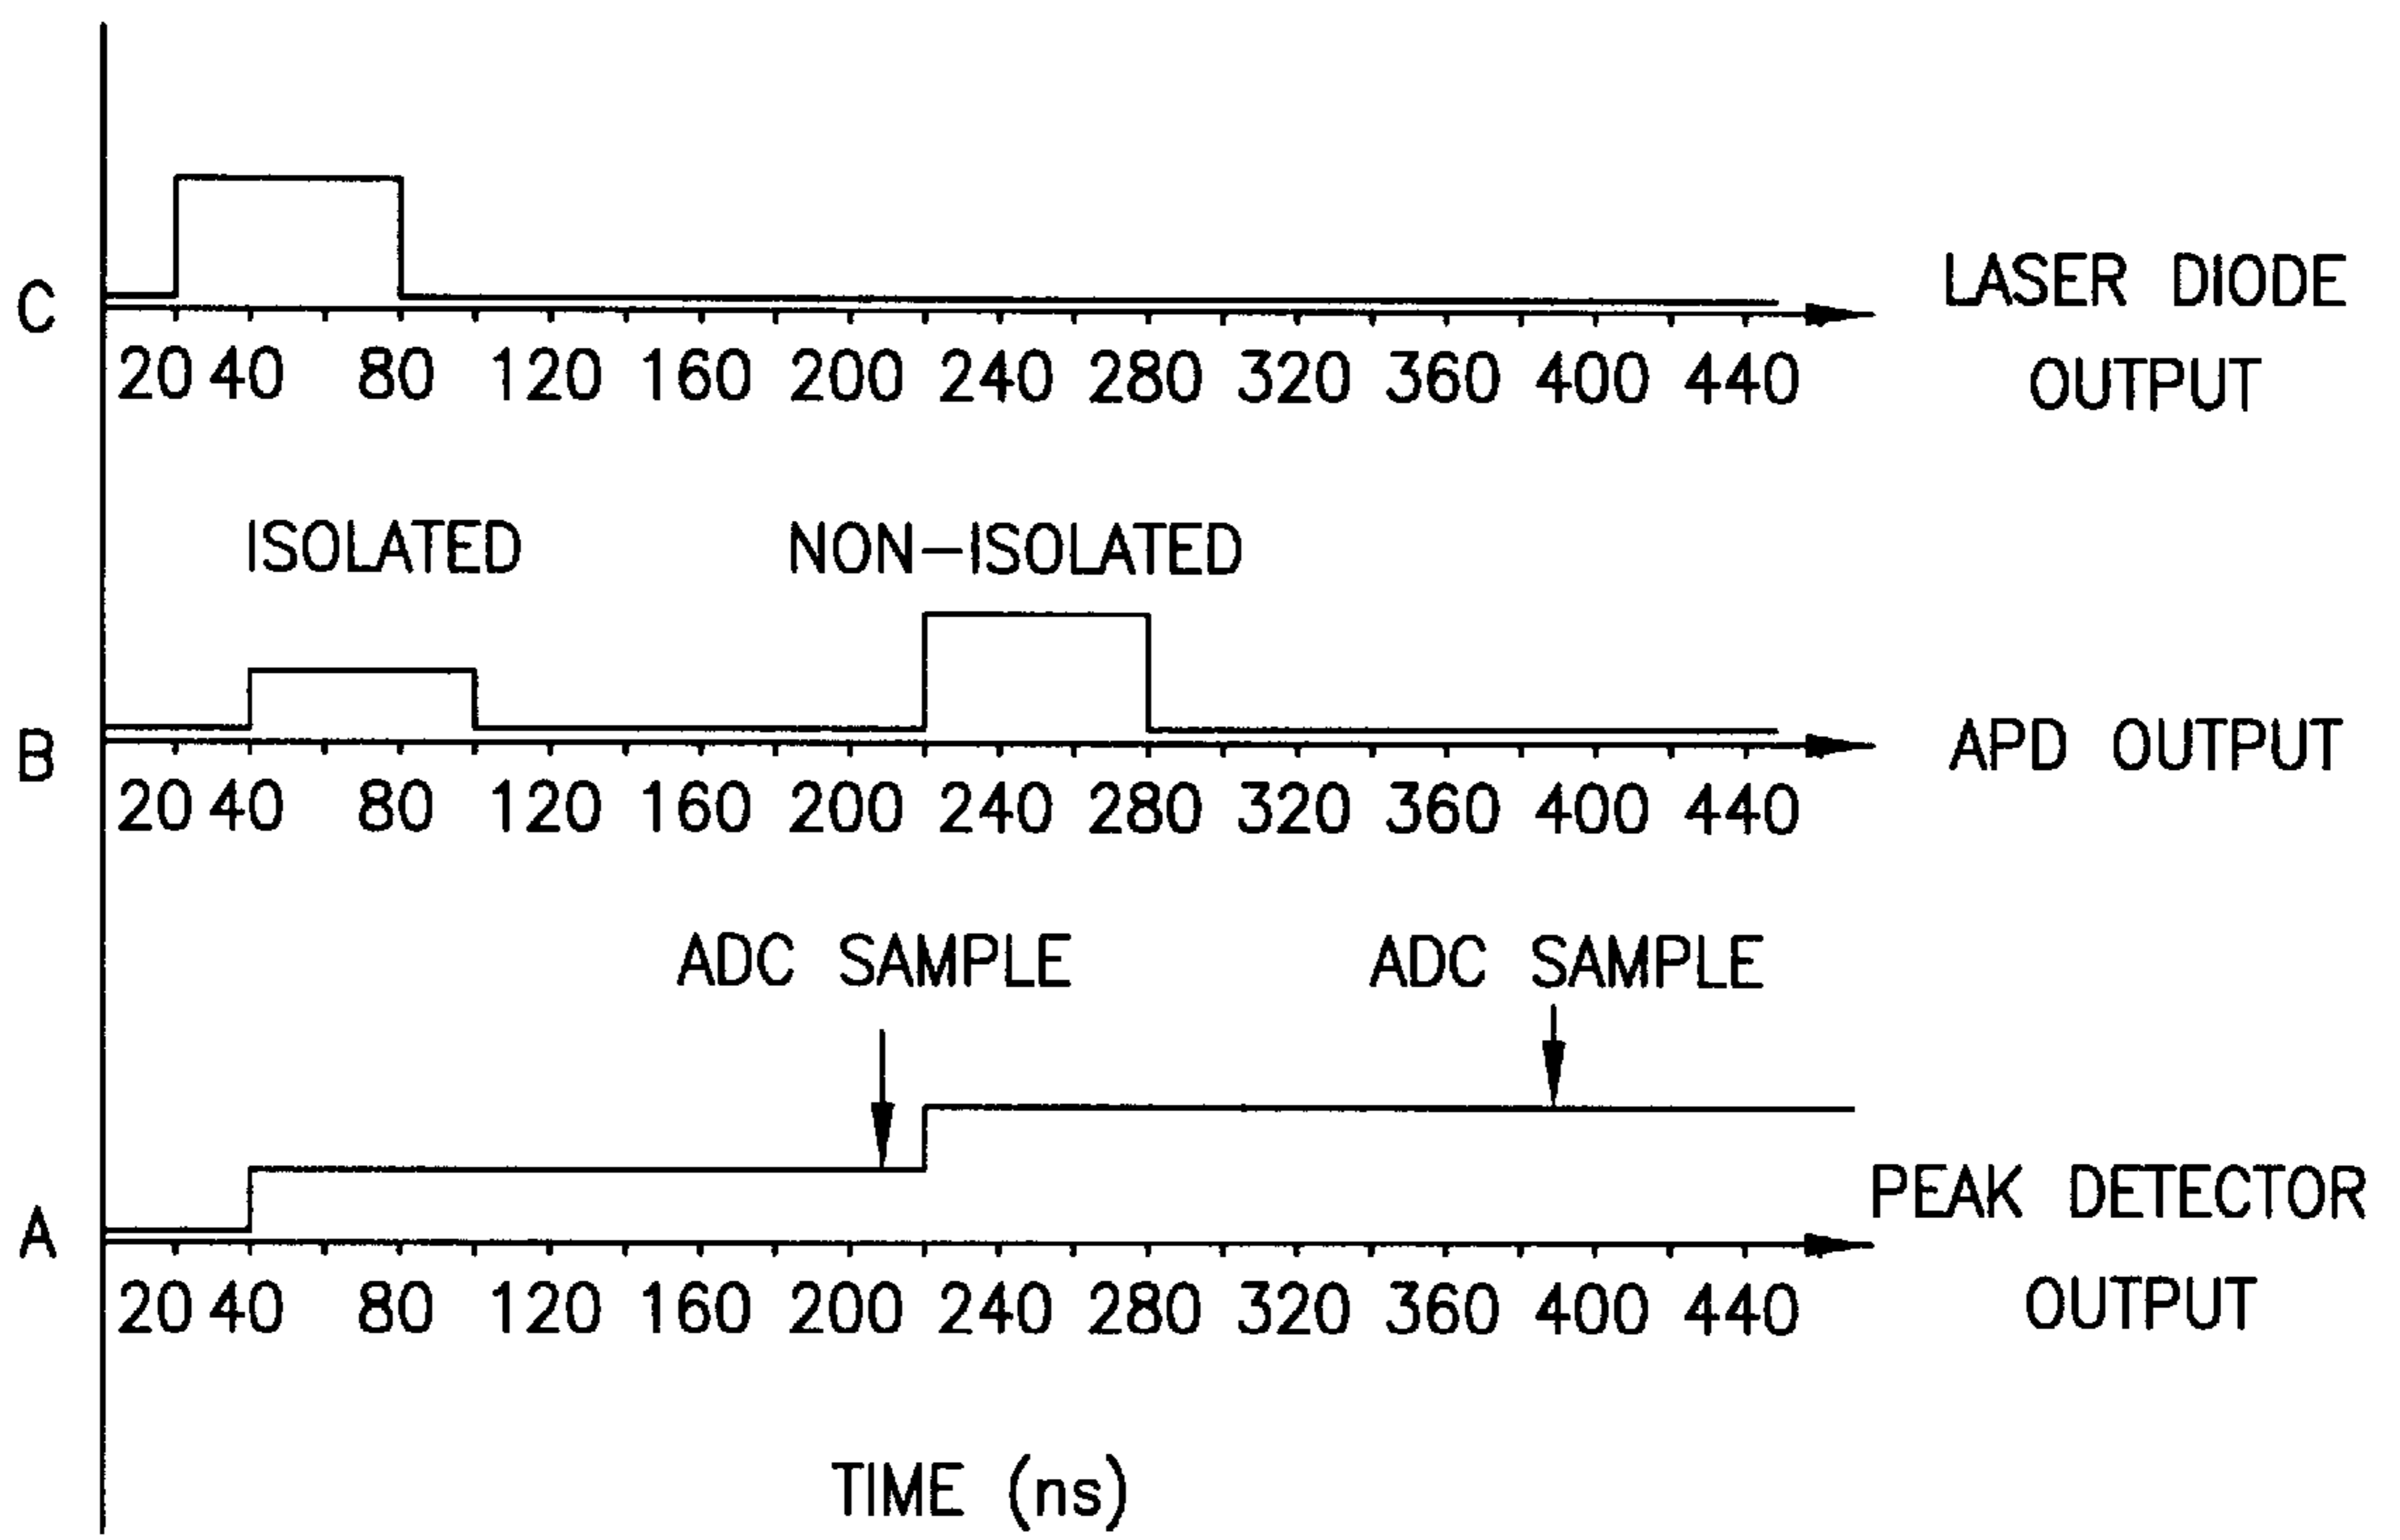 C
LASER DIODE
OUTPUT
20 40 80 120 160 200 240 280 320 360 400 440
ISOLATED NON-ISOLATED
B
APD OUTPUT
20 40 80 120 160 200 240 280 320 360 400 440
ADC SAMPLE ADC SAMPLE
A
PEAK DETECTOR
OUTPUT
20 40 80 120 160 200 240 280 320 360 400 440
TIME (ns)